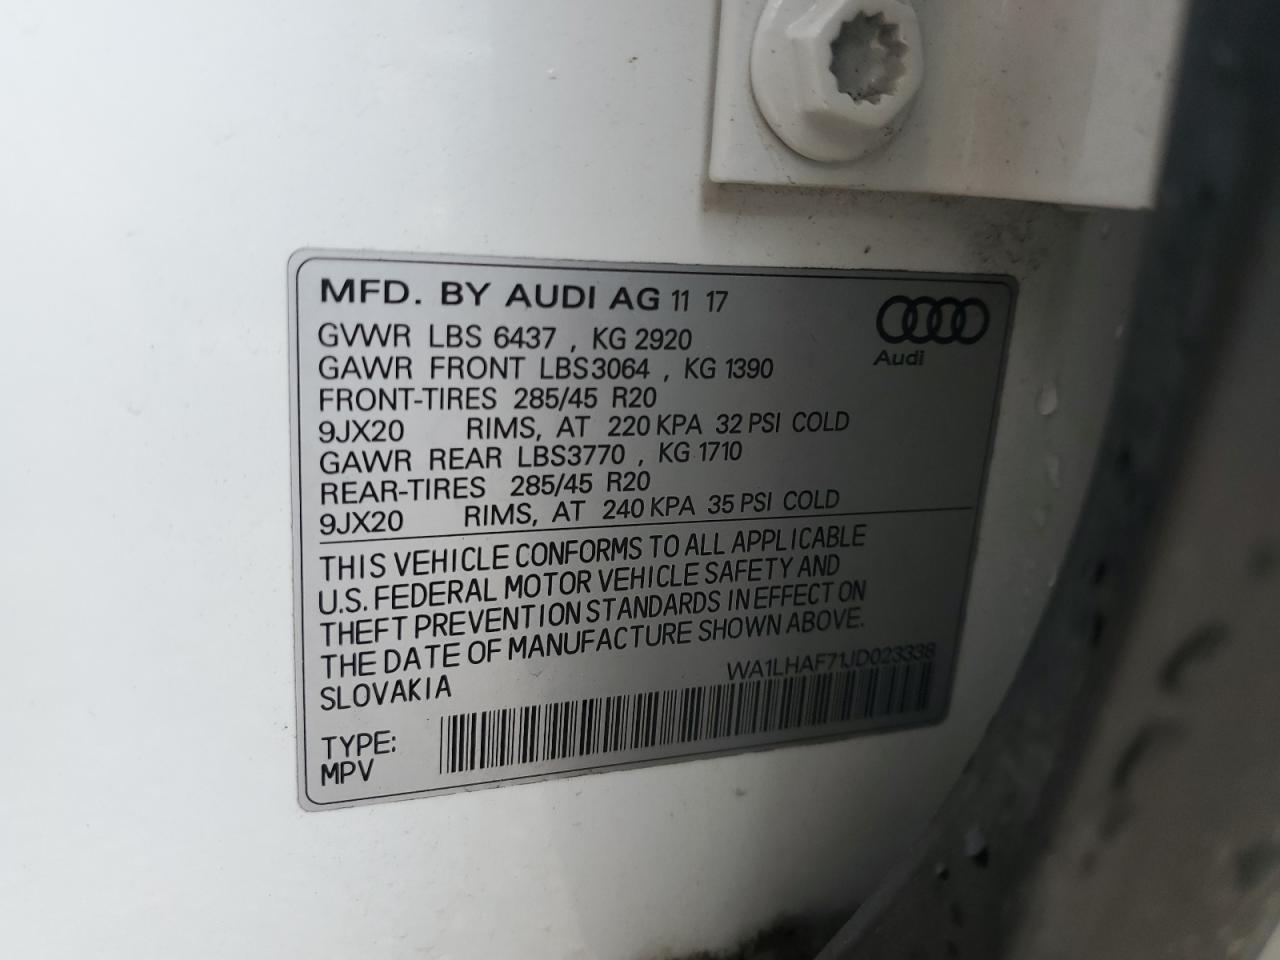 MFD. BY AUDI AG 11 17
Audi
GVWR LBS 6437 , KG 2920
GAWR FRONT LBS3064 , KG 1390
FRONT-TIRES 285/45 R20
9JX20 RIMS, AT 220 KPA 32 PSI COLD
GAWR REAR LBS3770 , KG 1710
REAR-TIRES 285/45 R20
9JX20 RIMS, AT 240 KPA 35 PSI COLD
THIS VEHICLE CONFORMS TO ALL APPLICABLE
U.S. FEDERAL MOTOR VEHICLE SAFETY AND
THEFT PREVENTION STANDARDS IN EFFECT ON
THE DATE OF MANUFACTURE SHOWN ABOVE.
SLOVAKIA
WA1LHAF71JD023338
TYPE:
MPV